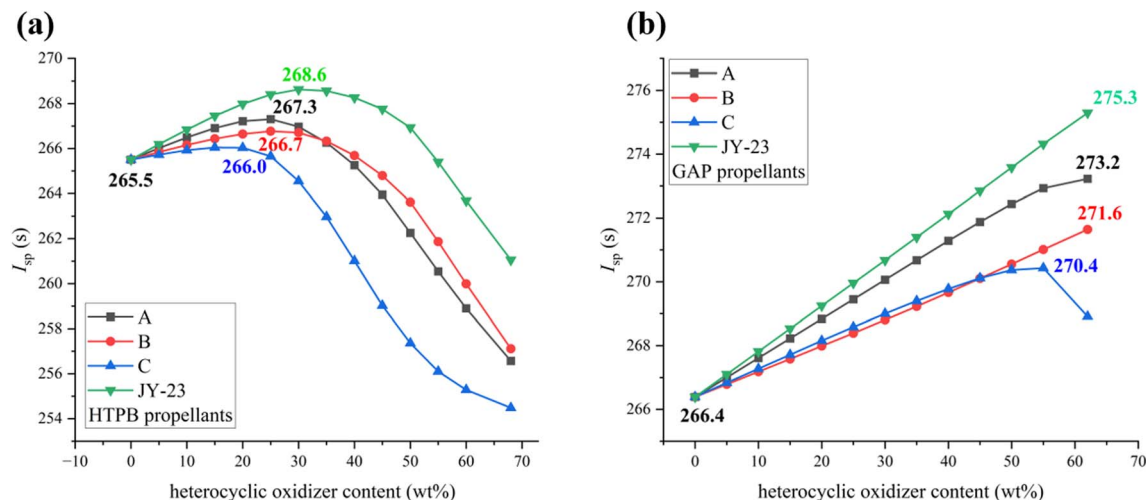 (a)
270
268
266
264
262
260
258
256
254
I_sp (s)
268.6
267.3
266.7
266.0
265.5
A
B
C
JY-23
HTPB propellants
−10 0 10 20 30 40 50 60 70
heterocyclic oxidizer content (wt%)
(b)
276
274
272
270
268
266
I_sp (s)
A
B
C
JY-23
GAP propellants
275.3
273.2
271.6
270.4
266.4
0 10 20 30 40 50 60 70
heterocyclic oxidizer content (wt%)